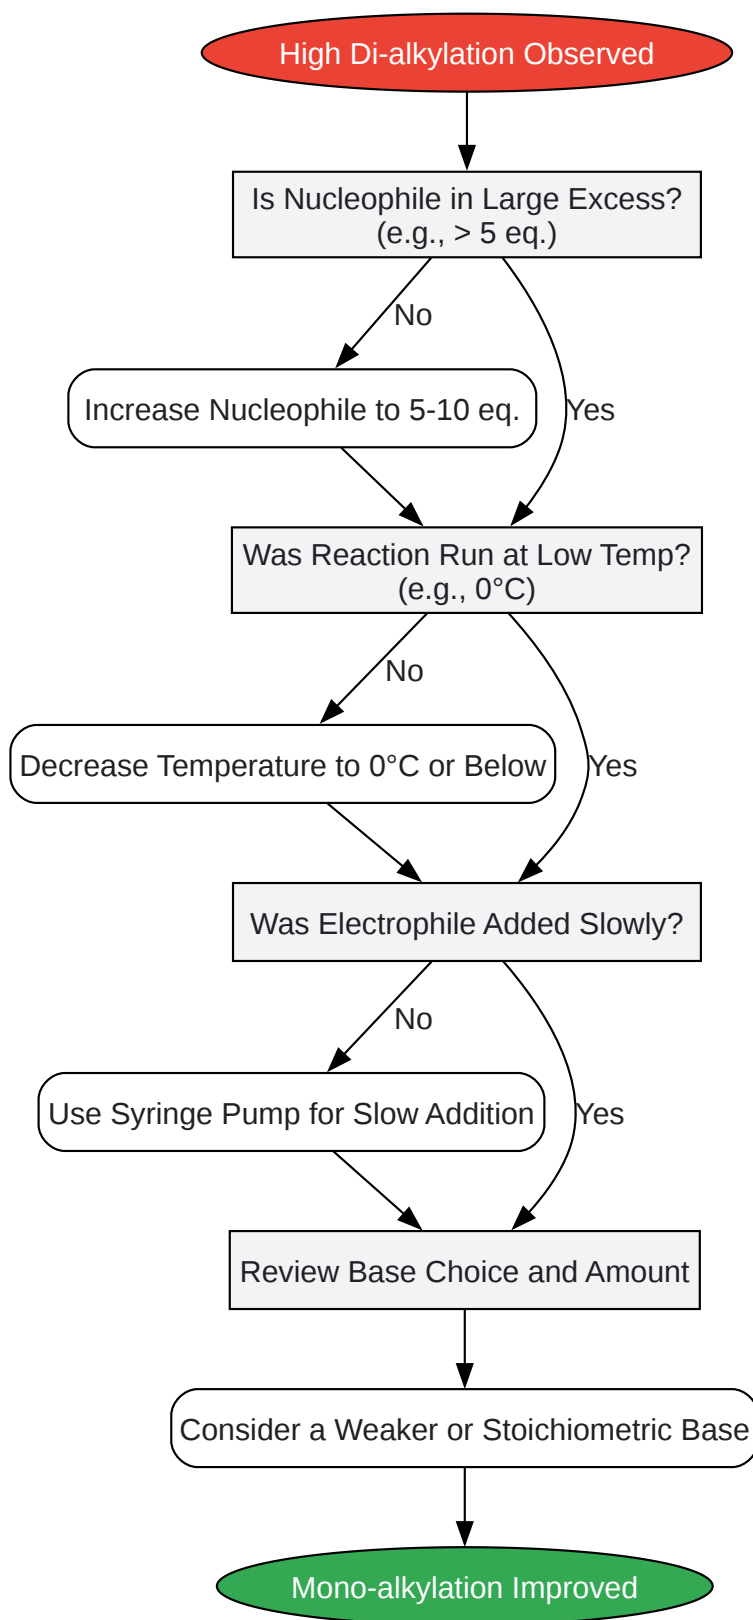 High Di-alkylation Observed
Is Nucleophile in Large Excess?
(e.g., > 5 eq.)
No
Increase Nucleophile to 5-10 eq.
Yes
Was Reaction Run at Low Temp?
(e.g., 0°C)
No
Decrease Temperature to 0°C or Below
Yes
Was Electrophile Added Slowly?
No
Use Syringe Pump for Slow Addition
Yes
Review Base Choice and Amount
Consider a Weaker or Stoichiometric Base
Mono-alkylation Improved